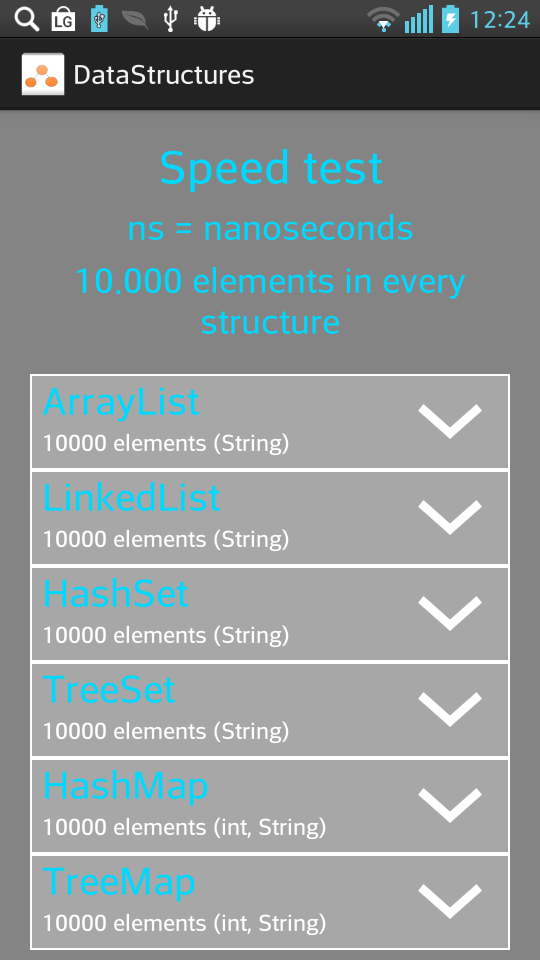 LG
12:24
DataStructures
Speed test
ns = nanoseconds
10.000 elements in every
structure
ArrayList
10000 elements (String)
LinkedList
10000 elements (String)
HashSet
10000 elements (String)
TreeSet
10000 elements (String)
HashMap
10000 elements (int, String)
TreeMap
10000 elements (int, String)